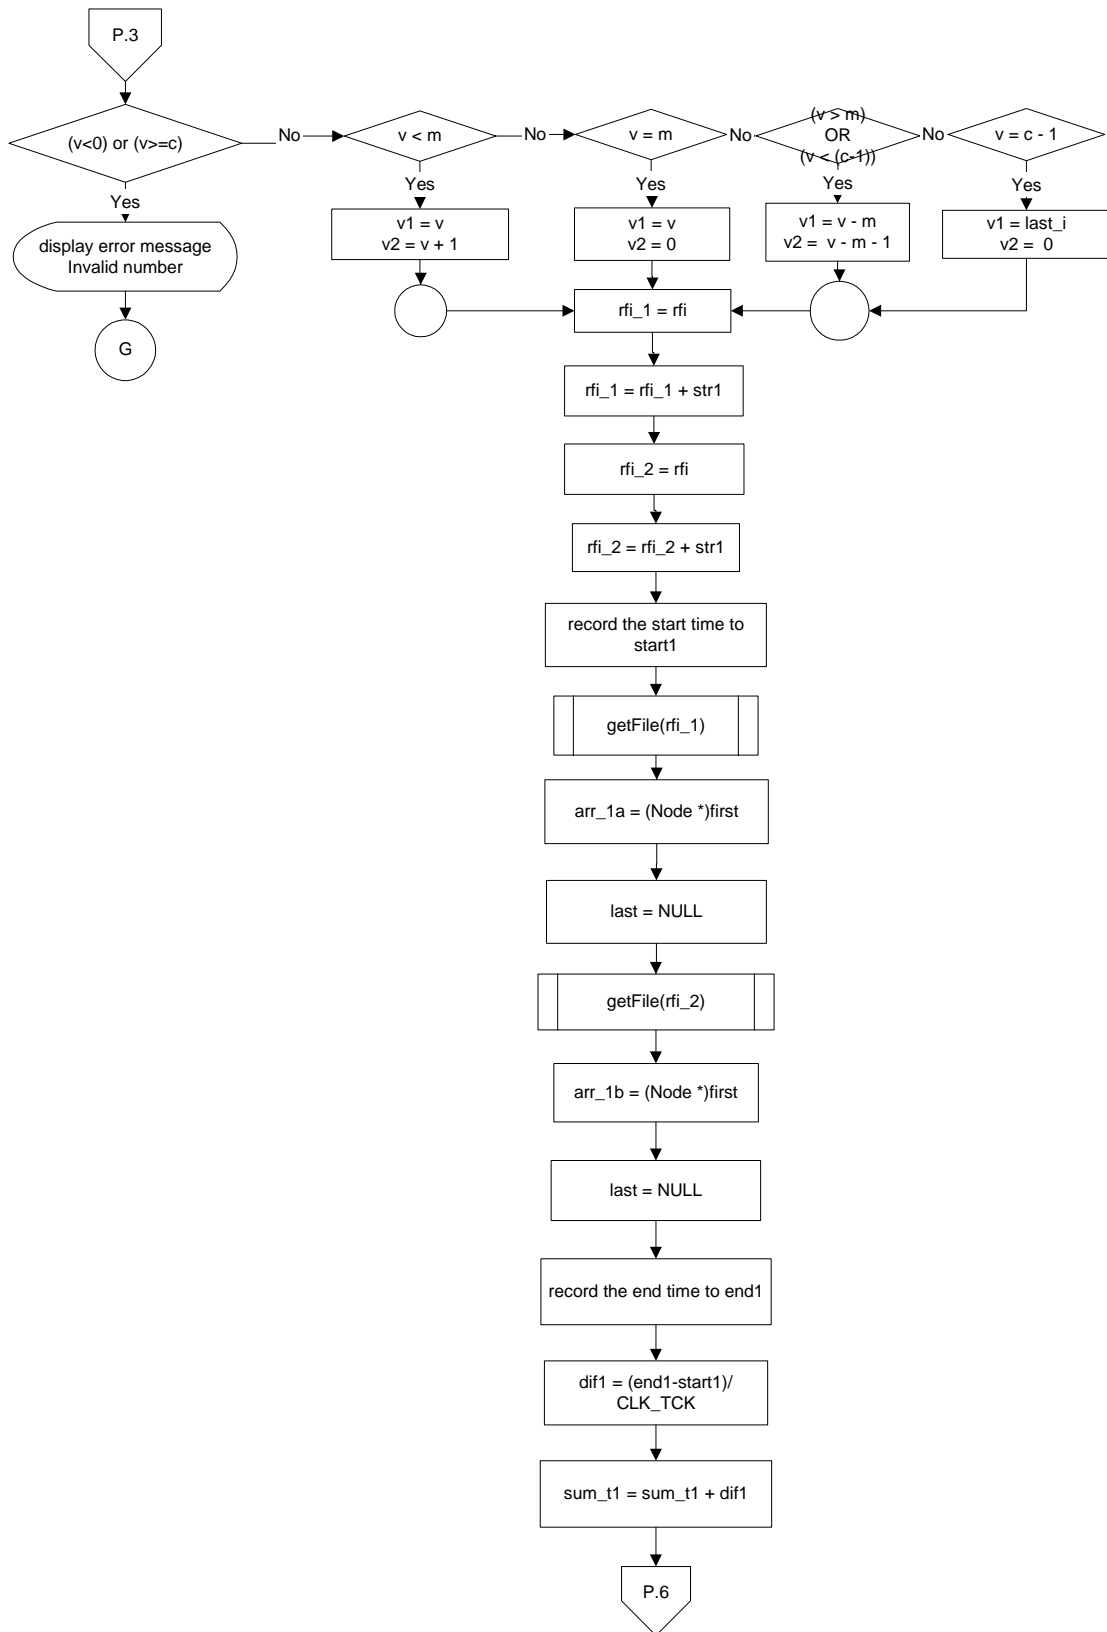 P.3
(v<0) or (v>=c)
No
v < m
No
v = m
No
(v > m)
OR
(v < (c-1))
No
v = c - 1
Yes
Yes
Yes
Yes
Yes
display error message
Invalid number
v1 = v
v2 = v + 1
v1 = v
v2 = 0
v1 = v - m
v2 =  v - m - 1
v1 = last_i
v2 =  0
G
rfi_1 = rfi
rfi_1 = rfi_1 + str1
rfi_2 = rfi
rfi_2 = rfi_2 + str1
record the start time to
start1
getFile(rfi_1)
arr_1a = (Node *)first
last = NULL
getFile(rfi_2)
arr_1b = (Node *)first
last = NULL
record the end time to end1
dif1 = (end1-start1)/
CLK_TCK
sum_t1 = sum_t1 + dif1
P.6